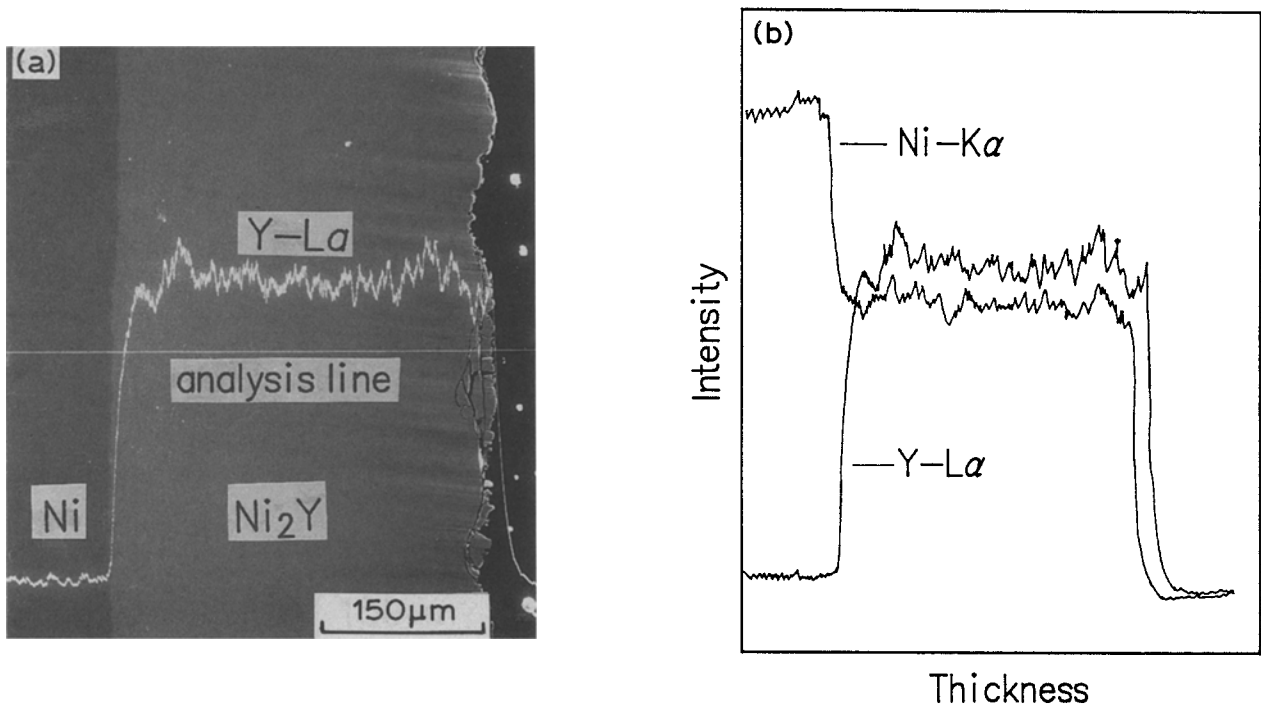 (a)
Y–Lα
analysis line
Ni
Ni₂Y
150μm
(b)
Ni–Kα
Intensity
Y–Lα
Thickness